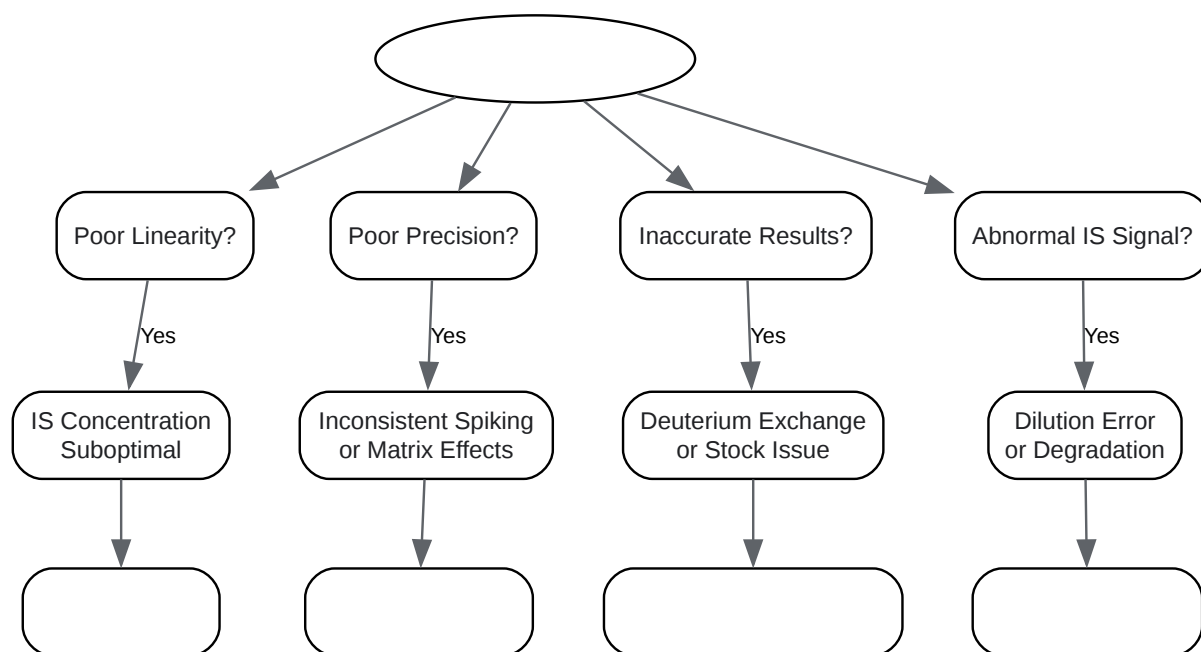 Poor Linearity?
Poor Precision?
Inaccurate Results?
Abnormal IS Signal?
Yes
Yes
Yes
Yes
IS Concentration
Suboptimal
Inconsistent Spiking
or Matrix Effects
Deuterium Exchange
or Stock Issue
Dilution Error
or Degradation